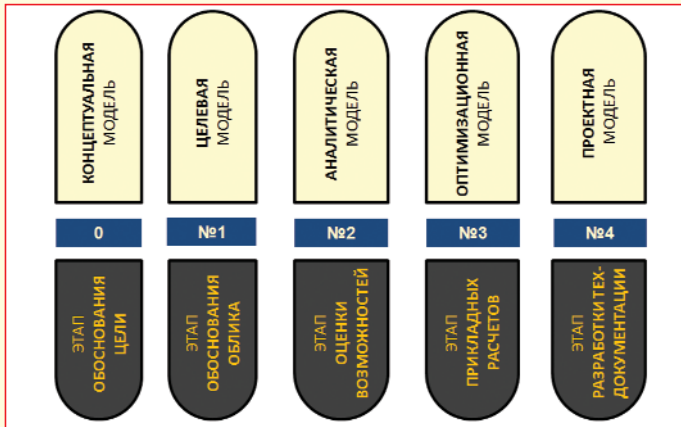 КОНЦЕПТУАЛЬНАЯ
МОДЕЛЬ
ЦЕЛЕВАЯ
МОДЕЛЬ
АНАЛИТИЧЕСКАЯ
МОДЕЛЬ
ОПТИМИЗАЦИОННАЯ
МОДЕЛЬ
ПРОЕКТНАЯ
МОДЕЛЬ
0
№1
№2
№3
№4
ЭТАП
ОБОСНОВАНИЯ
ЦЕЛИ
ЭТАП
ОБОСНОВАНИЯ
ОБЛИКА
ЭТАП
ОЦЕНКИ
ВОЗМОЖНОСТЕЙ
ЭТАП
ПРИКЛАДНЫХ
РАСЧЕТОВ
ЭТАП
РАЗРАБОТКИ ТЕХ-
ДОКУМЕНТАЦИИ